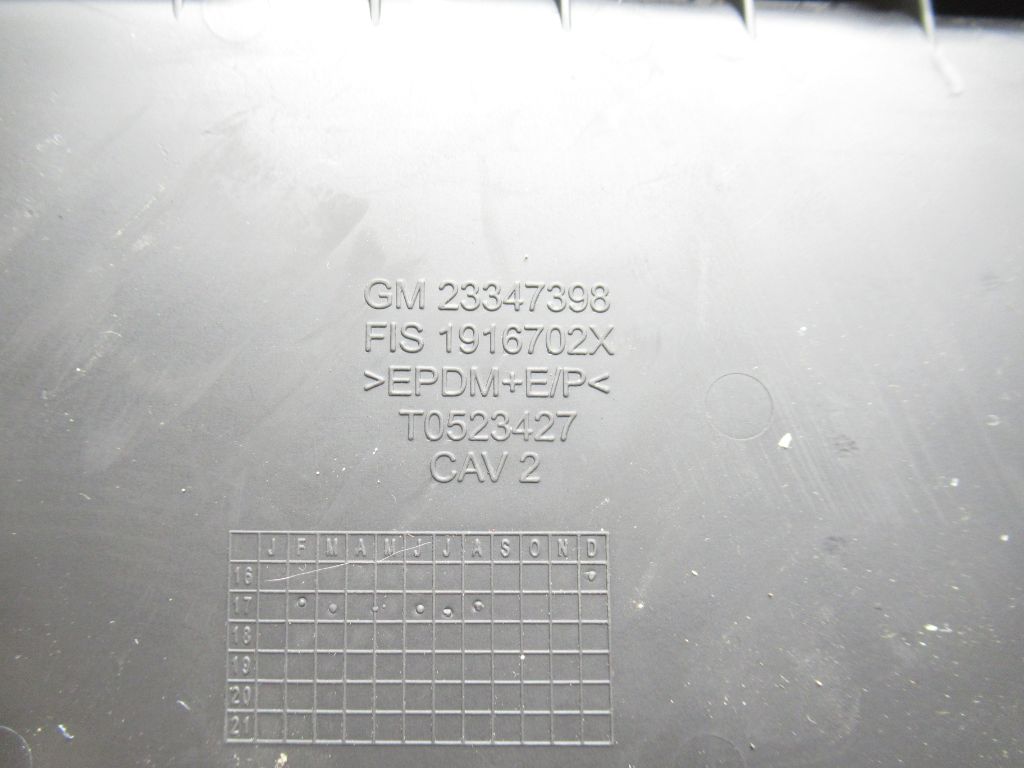 GM 23347398
FIS 1916702X
>EPDM+E/P<
T0523427
CAV 2
J F M A M J J A S O N D
16
17
18
19
20
21